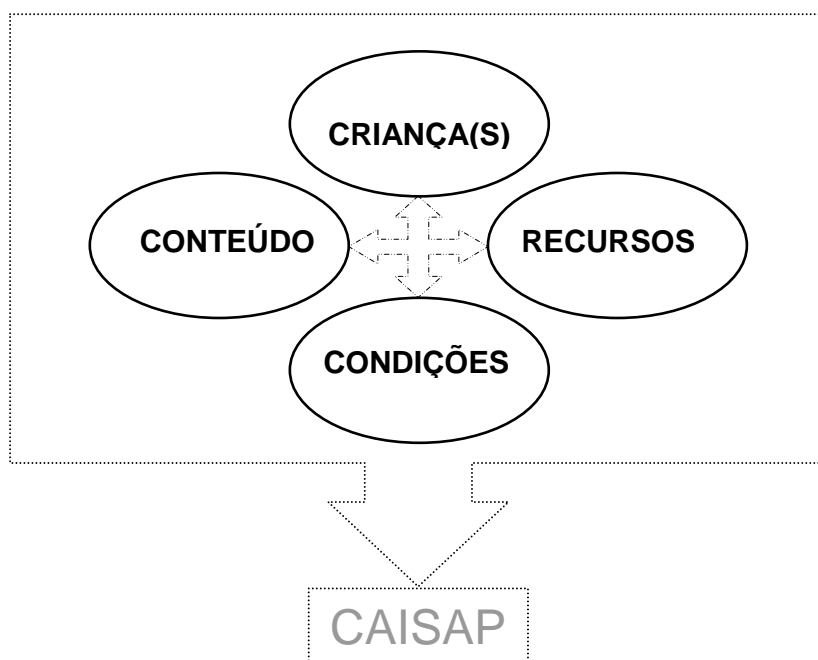 CRIANÇA(S)
CONTEÚDO
RECURSOS
CONDIÇÕES
CAISAP